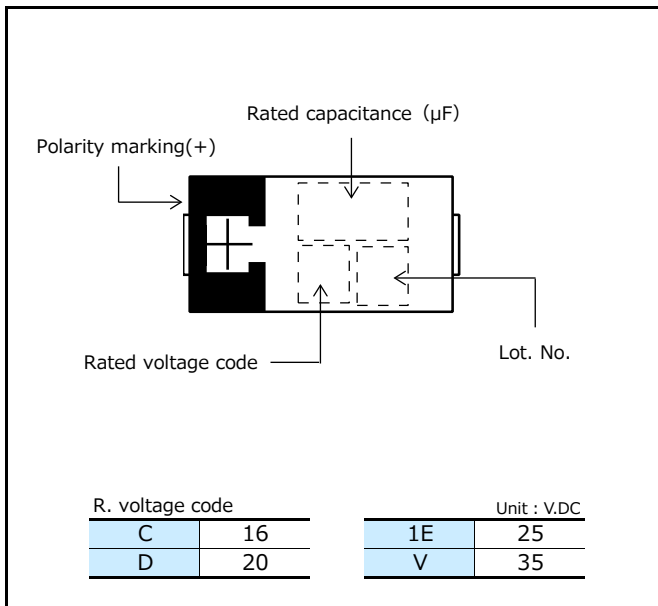 Rated capacitance (μF)
Polarity marking(+)
Rated voltage code
Lot. No.
R. voltage code
Unit : V.DC
C 16 1E 25
D 20 V 35